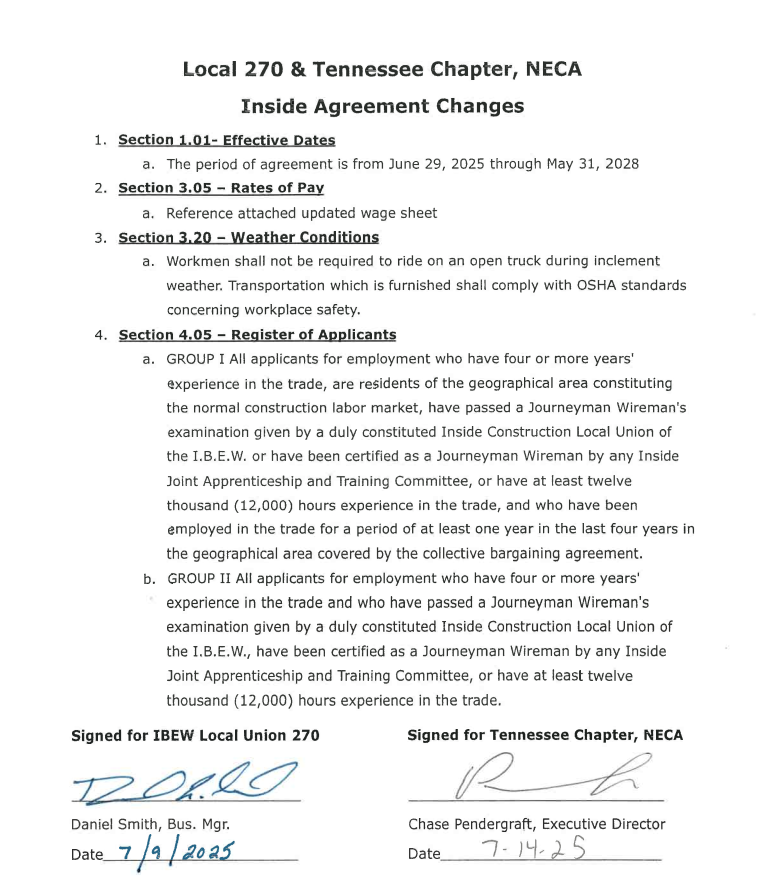 Local 270 & Tennessee Chapter, NECA
Inside Agreement Changes
1. Section 1.01- Effective Dates
a. The period of agreement is from June 29, 2025 through May 31, 2028
2. Section 3.05 – Rates of Pay
a. Reference attached updated wage sheet
3. Section 3.20 – Weather Conditions
a. Workmen shall not be required to ride on an open truck during inclement
weather. Transportation which is furnished shall comply with OSHA standards
concerning workplace safety.
4. Section 4.05 – Register of Applicants
a. GROUP I All applicants for employment who have four or more years'
experience in the trade, are residents of the geographical area constituting
the normal construction labor market, have passed a Journeyman Wireman's
examination given by a duly constituted Inside Construction Local Union of
the I.B.E.W. or have been certified as a Journeyman Wireman by any Inside
Joint Apprenticeship and Training Committee, or have at least twelve
thousand (12,000) hours experience in the trade, and who have been
employed in the trade for a period of at least one year in the last four years in
the geographical area covered by the collective bargaining agreement.
b. GROUP II All applicants for employment who have four or more years'
experience in the trade and who have passed a Journeyman Wireman's
examination given by a duly constituted Inside Construction Local Union of
the I.B.E.W., have been certified as a Journeyman Wireman by any Inside
Joint Apprenticeship and Training Committee, or have at least twelve
thousand (12,000) hours experience in the trade.
Signed for IBEW Local Union 270 Signed for Tennessee Chapter, NECA
Daniel Smith, Bus. Mgr. Chase Pendergraft, Executive Director
Date 7/9/2025 Date 7-14-25